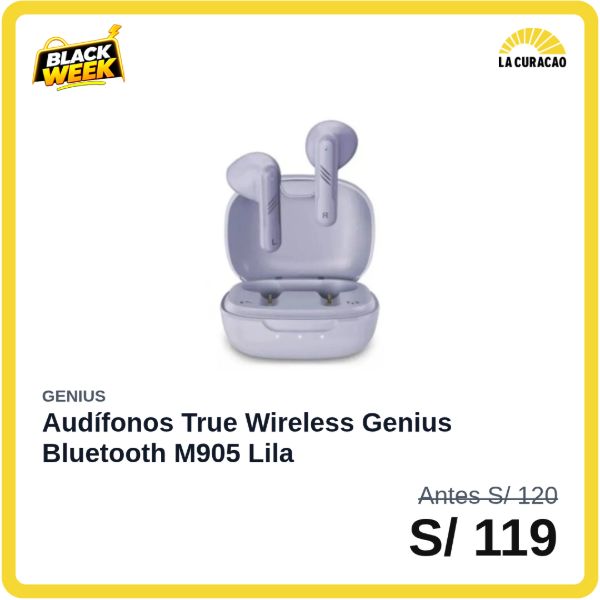 BLACK
WEEK
LA CURACAO
L
R
GENIUS
Audífonos True Wireless Genius
Bluetooth M905 Lila
Antes S/ 120
S/ 119